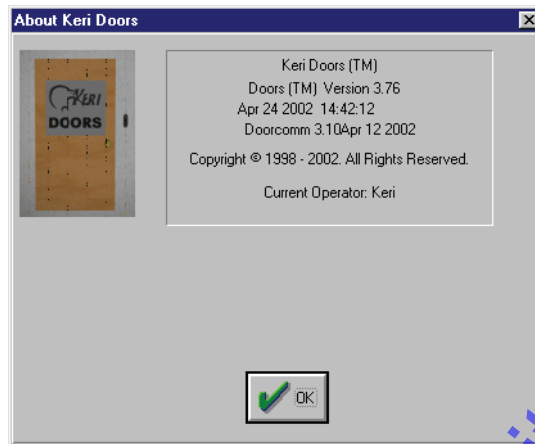 About Keri Doors
KERI
DOORS
Keri Doors (TM)
Doors (TM) Version 3.76
Apr 24 2002 14:42:12
Doorcomm 3.10Apr 12 2002
Copyright © 1998 - 2002. All Rights Reserved.
Current Operator: Keri
OK